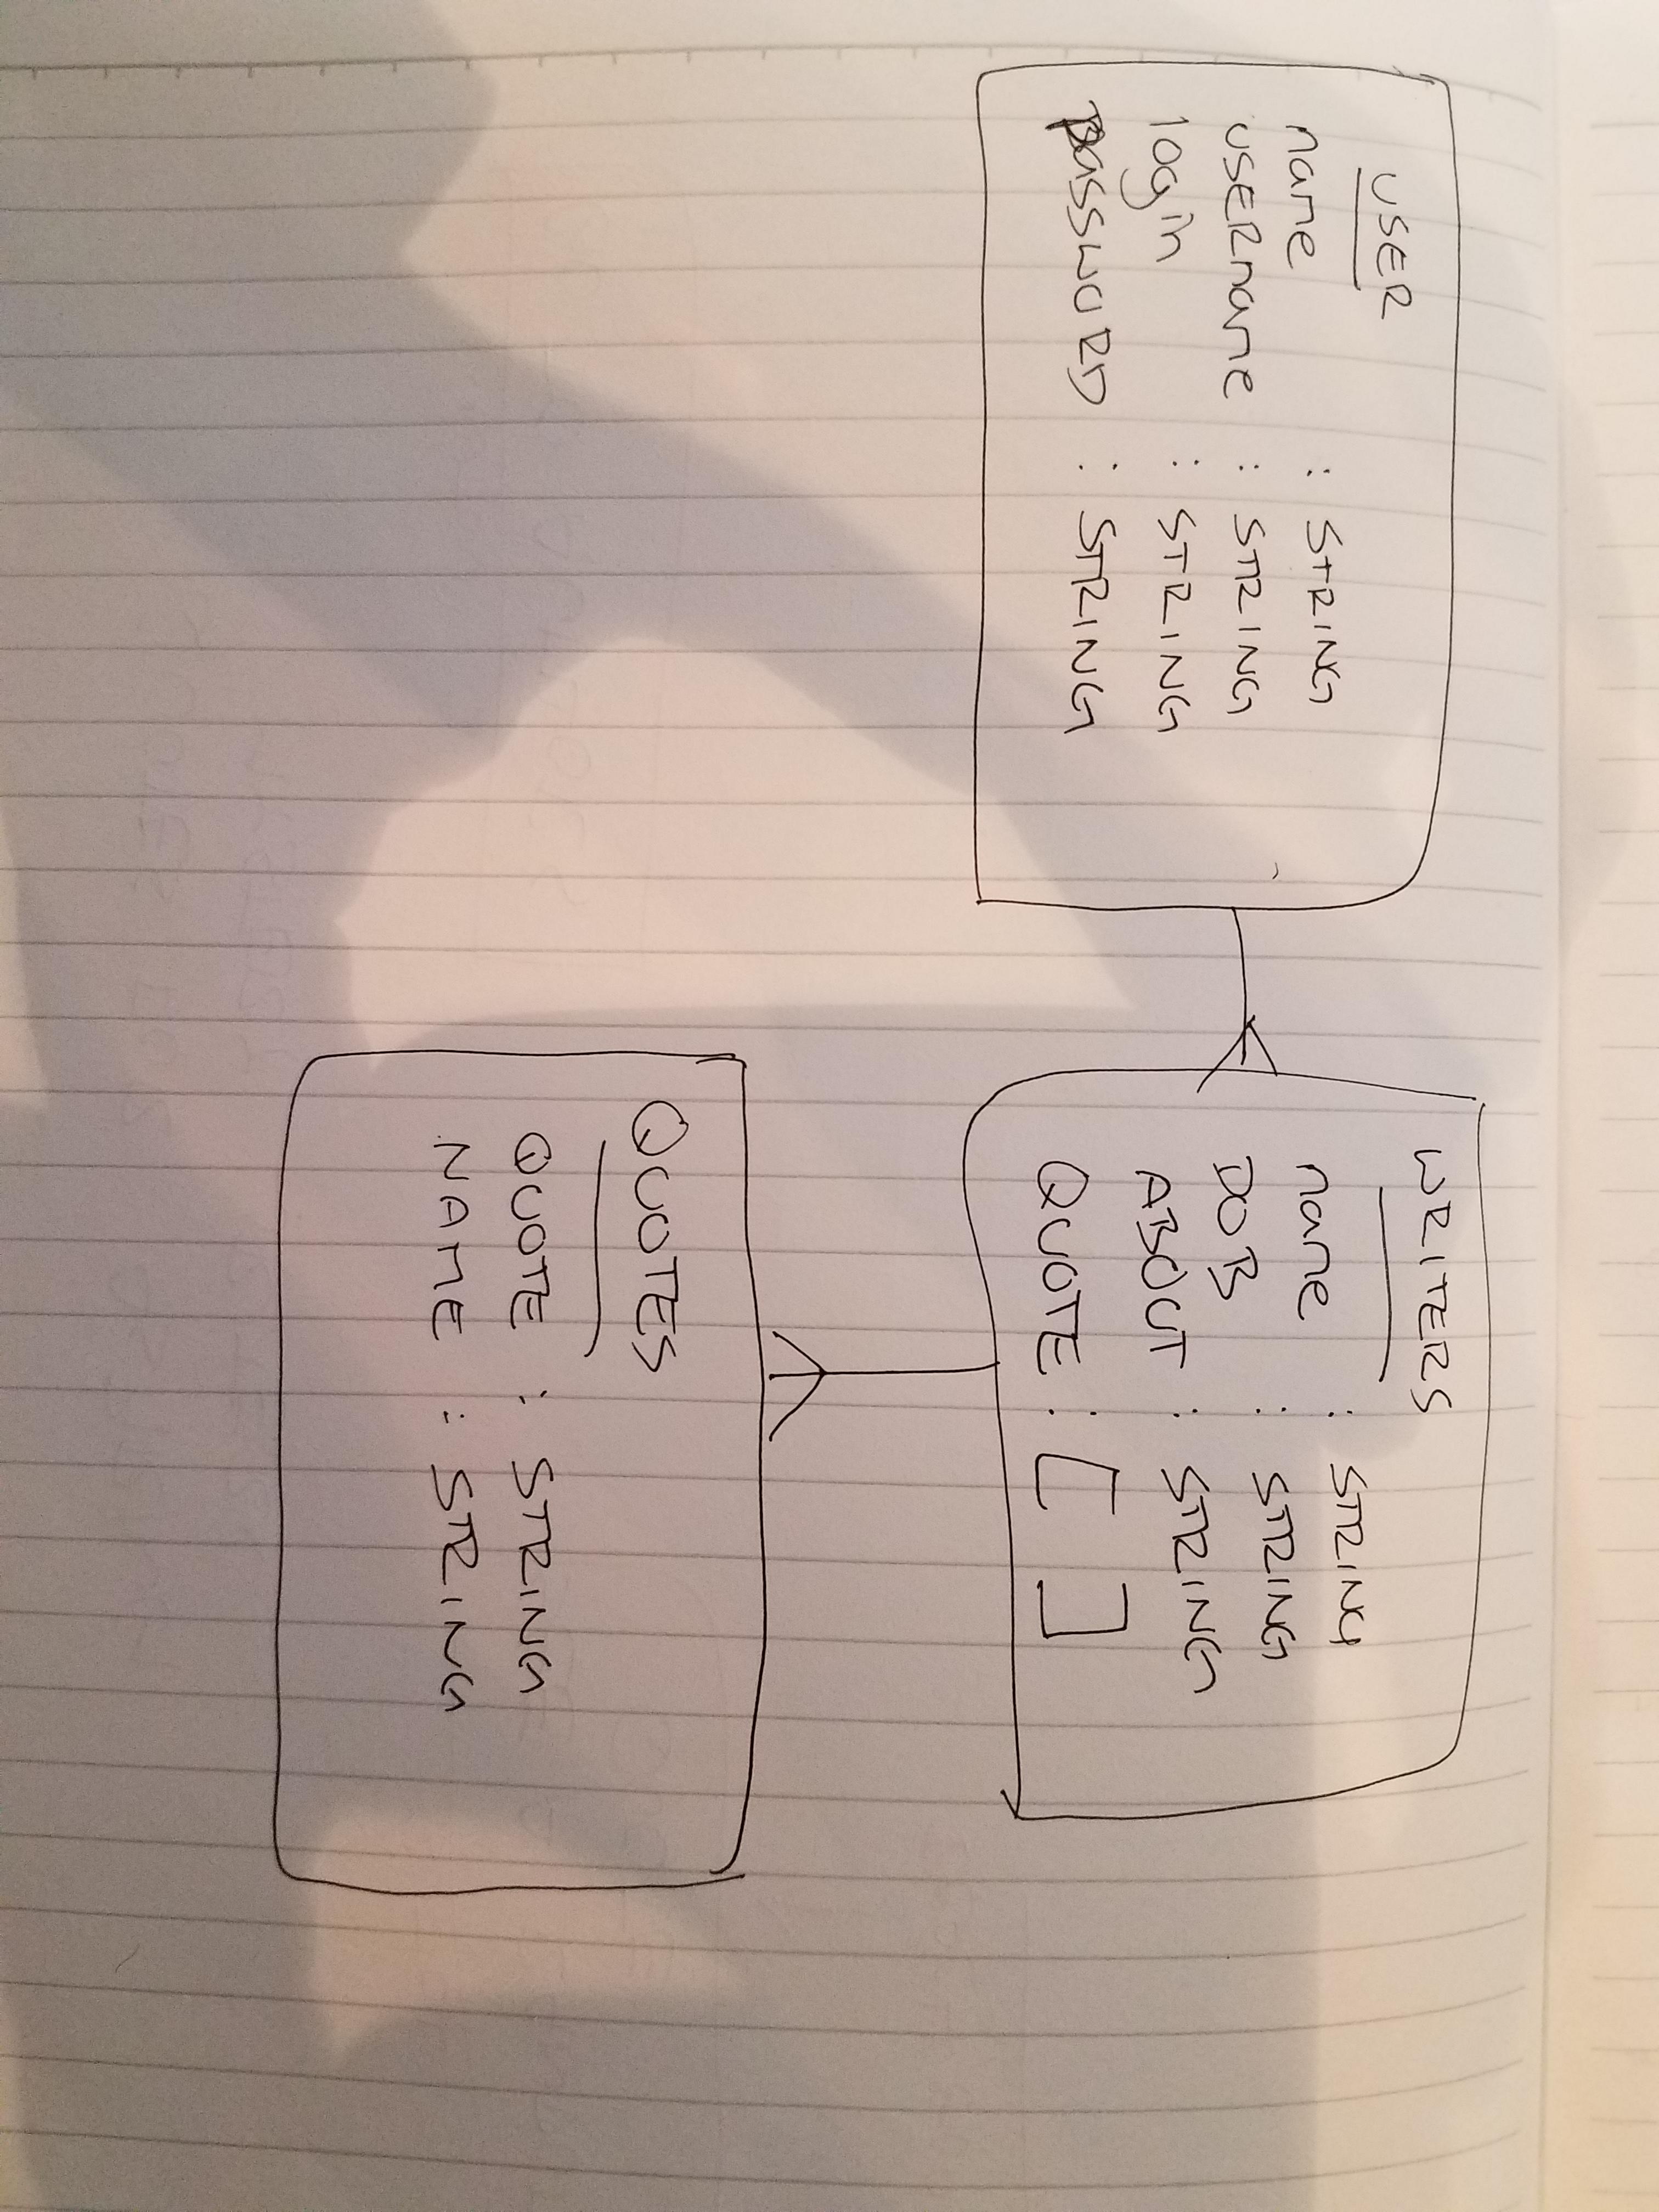 USER
name : STRING
USERname : STRING
login : STRING
PASSWORD : STRING
WRITERS
name : STRING
DOB : STRING
ABOUT : STRING
QUOTE : [ ]
QUOTES
QUOTE : STRING
NAME : STRING